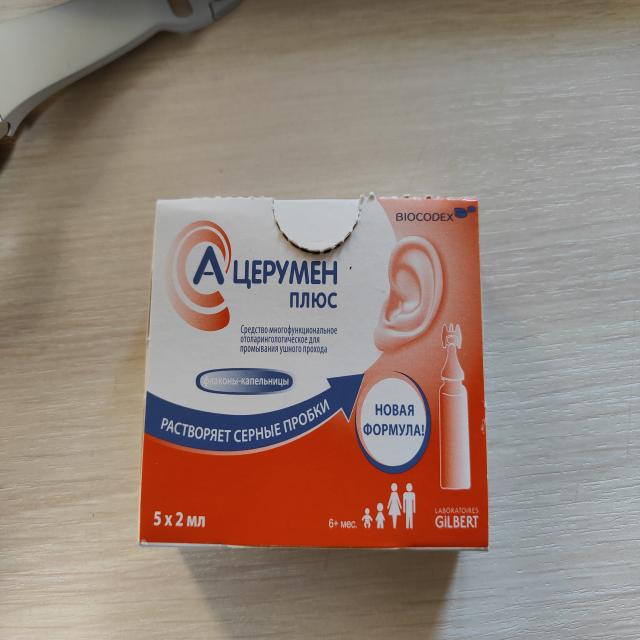 BIOCODEX
АЦЕРУМЕН
ПЛЮС
Средство многофункциональное
отоларингологическое для
промывания ушного прохода
флаконы-капельницы
РАСТВОРЯЕТ СЕРНЫЕ ПРОБКИ
НОВАЯ
ФОРМУЛА!
5 x 2 мл
6+ мес.
LABORATOIRES
GILBERT